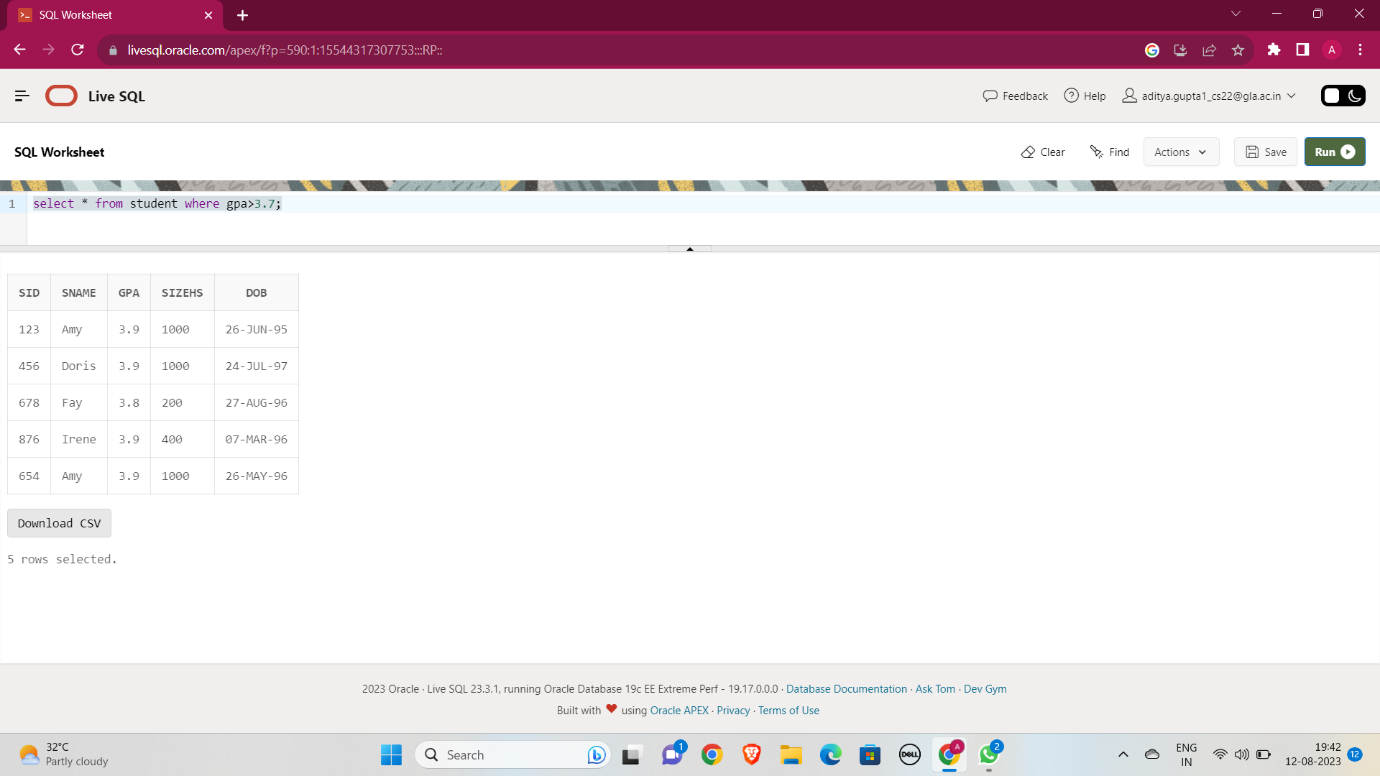 SQL Worksheet
livesql.oracle.com/apex/f?p=590:1:15544317307753:::RP::
A
Live SQL
Feedback
Help
aditya.gupta1_cs22@gla.ac.in
SQL Worksheet
Clear
Find
Actions
Save
Run
1 select * from student where gpa>3.7;
SID SNAME GPA SIZEHS DOB
123 Amy 3.9 1000 26-JUN-95
456 Doris 3.9 1000 24-JUL-97
678 Fay 3.8 200 27-AUG-96
876 Irene 3.9 400 07-MAR-96
654 Amy 3.9 1000 26-MAY-96
Download CSV
5 rows selected.
2023 Oracle · Live SQL 23.3.1, running Oracle Database 19c EE Extreme Perf - 19.17.0.0.0 · Database Documentation · Ask Tom · Dev Gym
Built with ❤ using Oracle APEX · Privacy · Terms of Use
32°C
Partly cloudy
Search
1
DELL
A
2
ENG
IN
19:42
12-08-2023
12